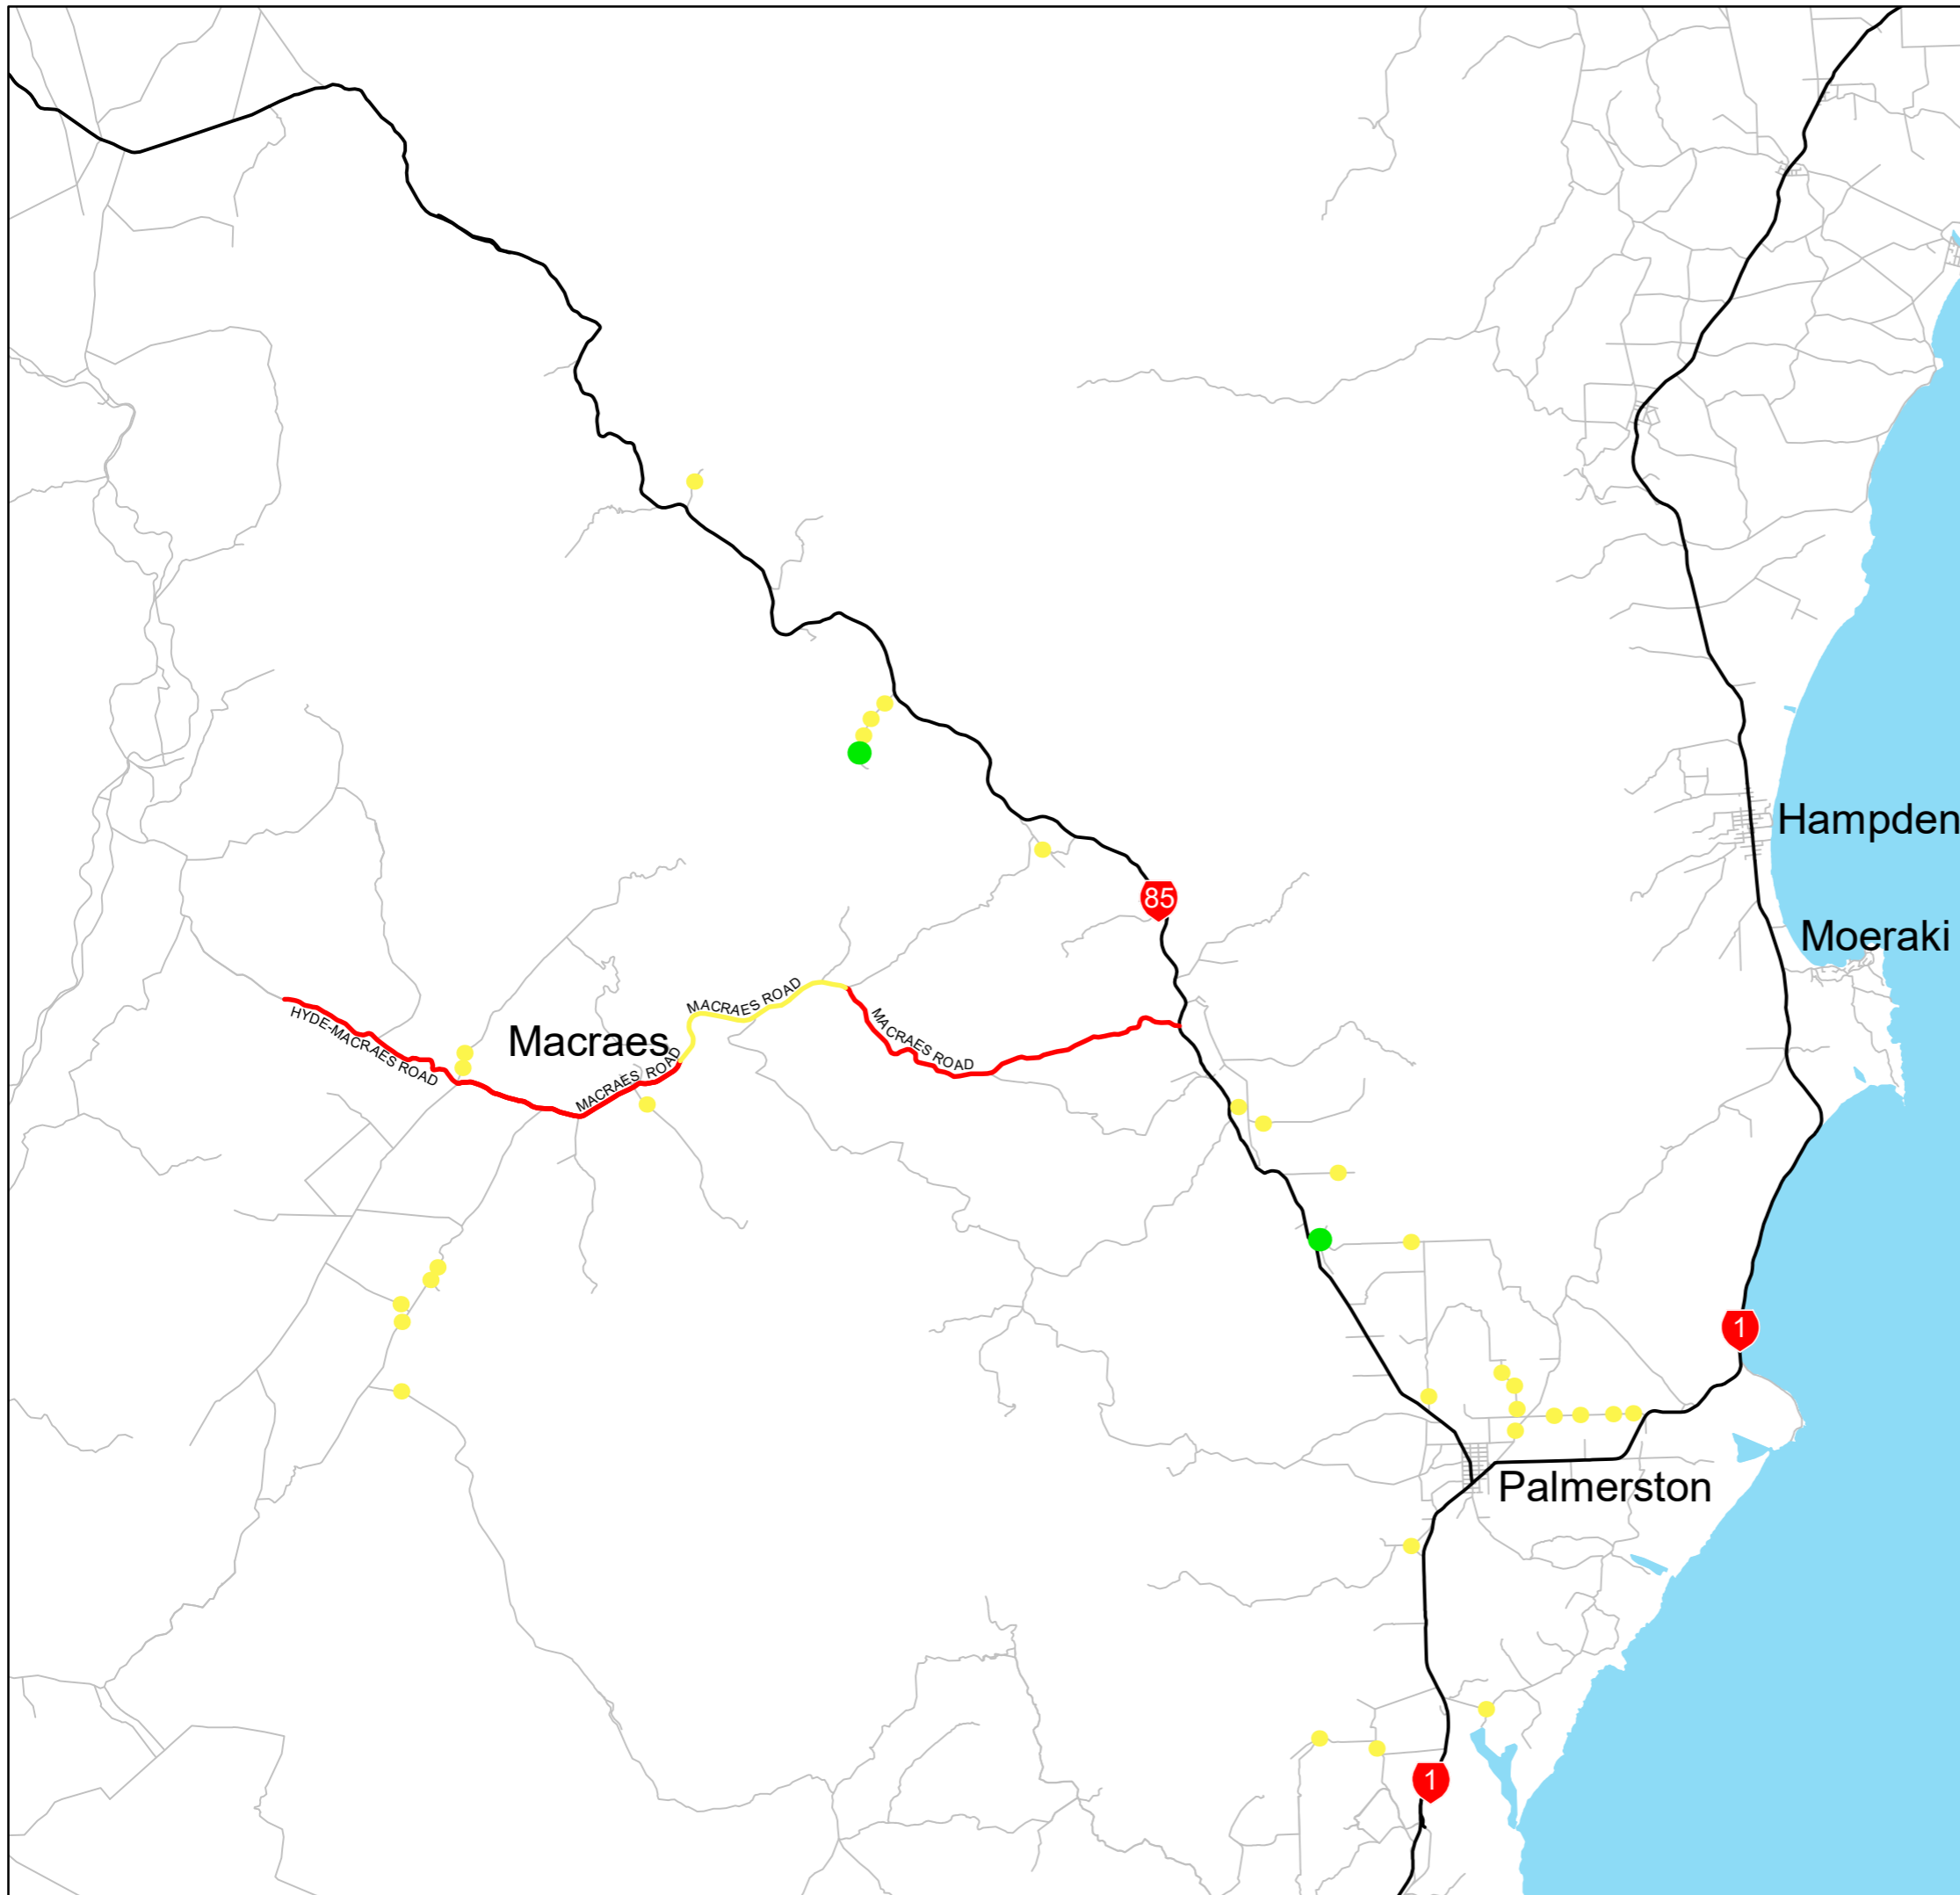 Hampden
85
Moeraki
MACRAES ROAD
HYDE-MACRAES ROAD
Macraes
MACRAES ROAD
MACRAES ROAD
1
Palmerston
1